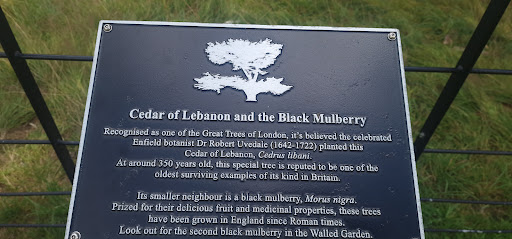 Cedar of Lebanon and the Black Mulberry
Recognised as one of the Great Trees of London, it's believed the celebrated
Enfield botanist Dr Robert Uvedale (1642-1722) planted this
Cedar of Lebanon, Cedrus libani.
At around 350 years old, this special tree is reputed to be one of the
oldest surviving examples of its kind in Britain.
Its smaller neighbour is a black mulberry, Morus nigra.
Prized for their delicious fruit and medicinal properties, these trees
have been grown in England since Roman times.
Look out for the second black mulberry in the Walled Garden.